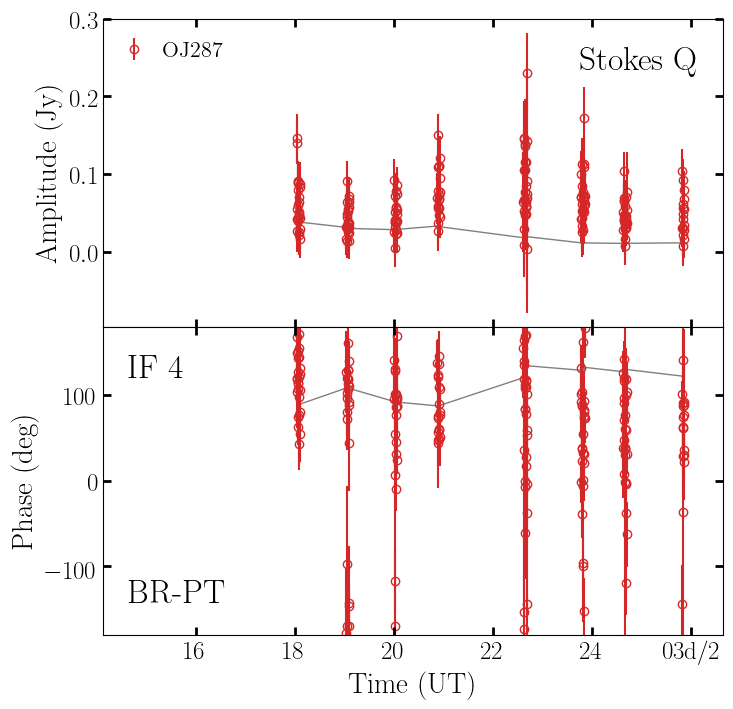 0.3
OJ287
Stokes Q
0.2
0.1
0.0
Amplitude (Jy)
IF 4
100
0
−100
Phase (deg)
BR-PT
16 18 20 22 24 03d/2
Time (UT)